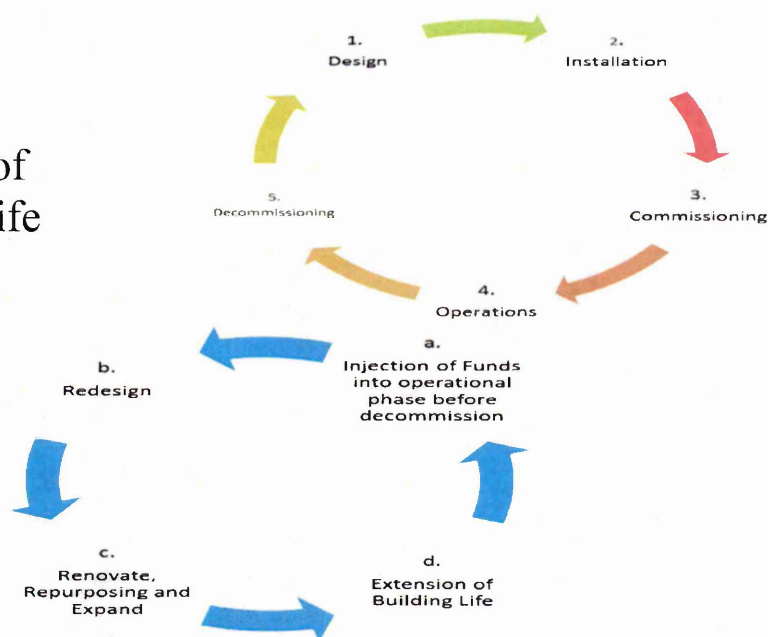 of
ife
1.
Design
2.
Installation
3.
Commissioning
4.
Operations
5.
Decommissioning
a.
Injection of Funds
into operational
phase before
decommission
b.
Redesign
c.
Renovate,
Repurposing and
Expand
d.
Extension of
Building Life